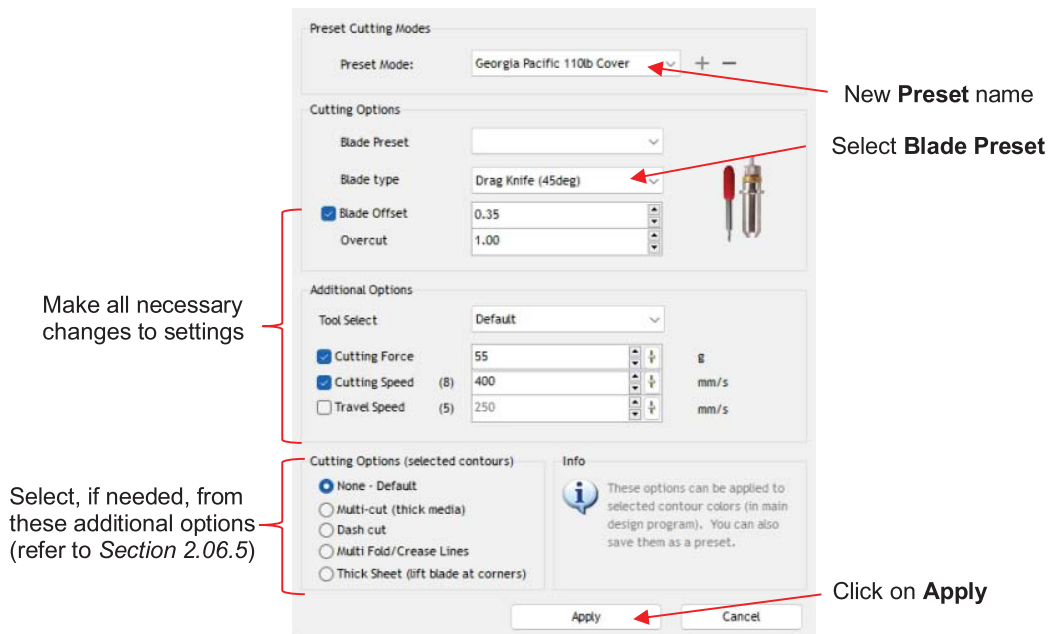 Preset Cutting Modes
Preset Mode:
Georgia Pacific 110lb Cover
+ −
New Preset name
Cutting Options
Blade Preset
Select Blade Preset
Blade type
Drag Knife (45deg)
Blade Offset
0.35
Overcut
1.00
Make all necessary
changes to settings
Additional Options
Tool Select
Default
Cutting Force
55
g
Cutting Speed (8)
400
mm/s
Travel Speed (5)
250
mm/s
Select, if needed, from
these additional options
(refer to Section 2.06.5)
Cutting Options (selected contours)
None - Default
Multi-cut (thick media)
Dash cut
Multi Fold/Crease Lines
Thick Sheet (lift blade at corners)
Info
i
These options can be applied to
selected contour colors (in main
design program). You can also
save them as a preset.
Click on Apply
Apply
Cancel